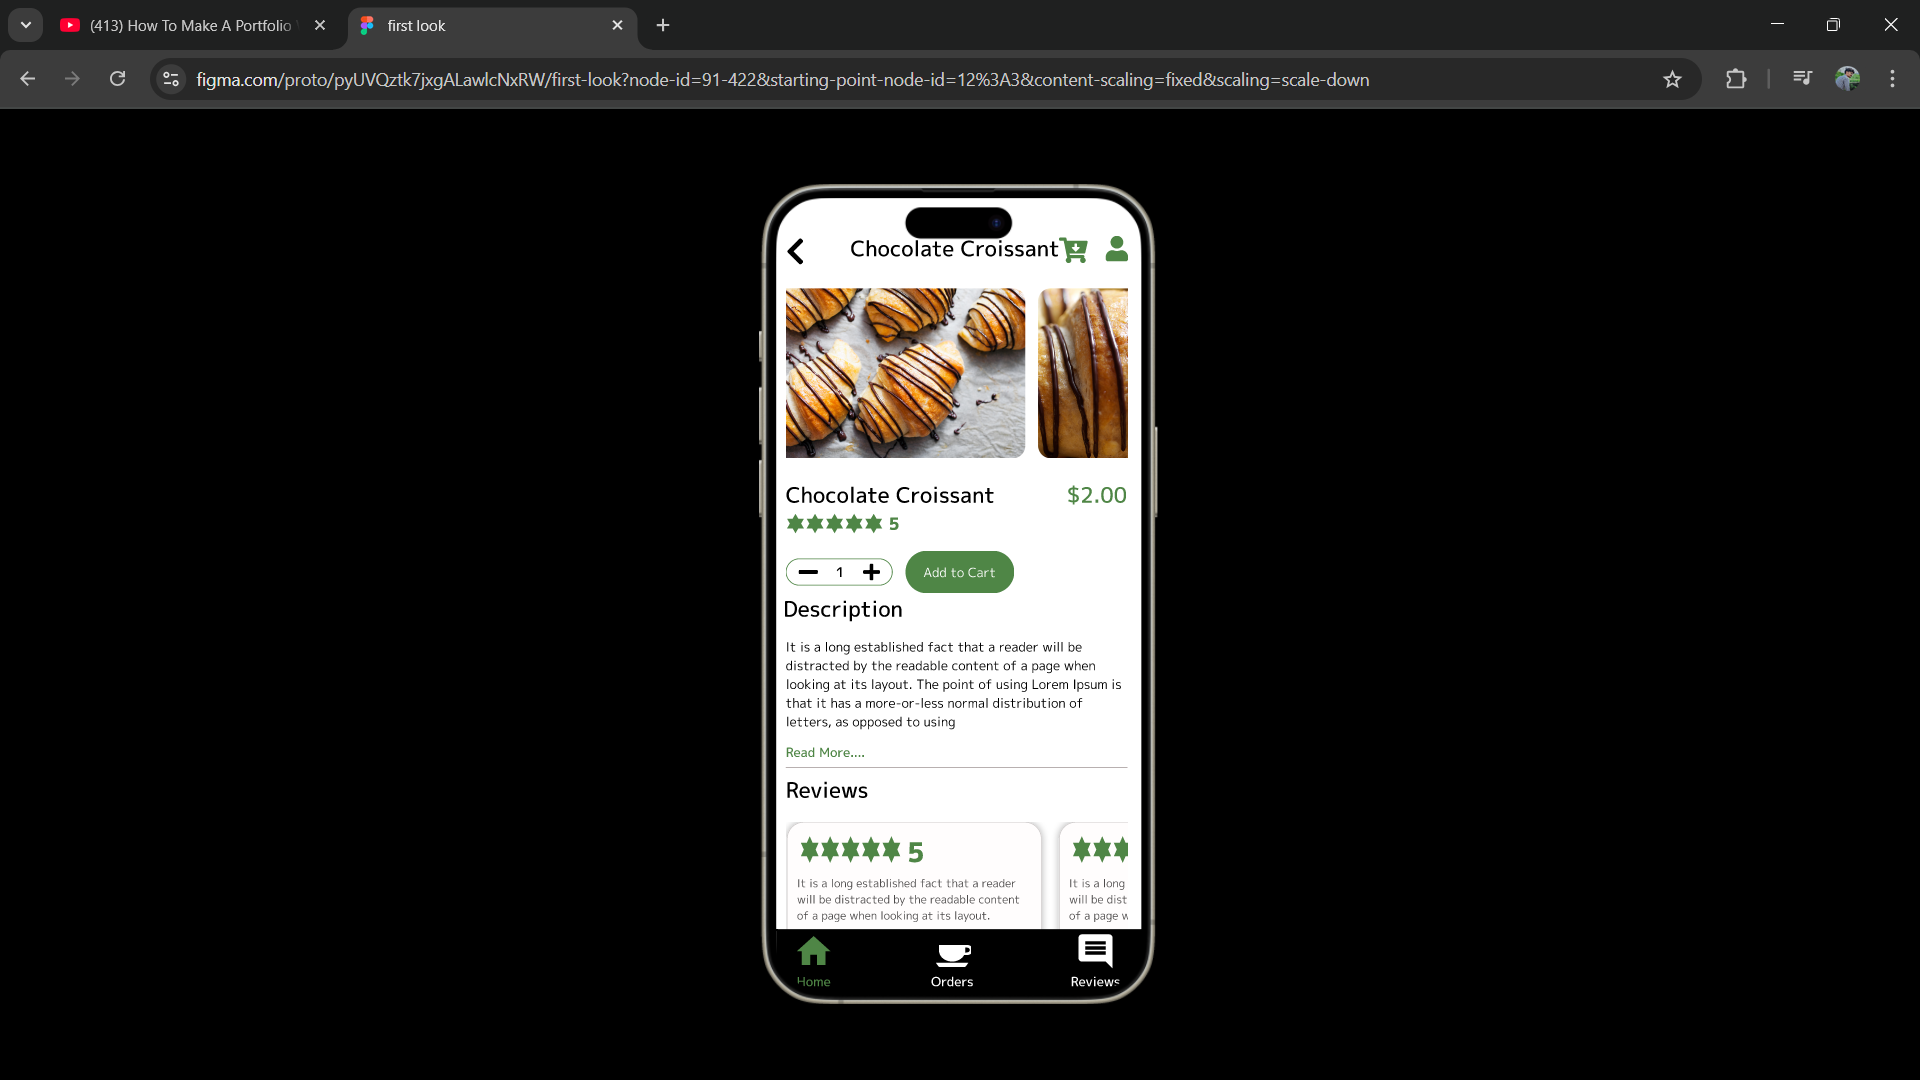 (413) How To Make A Portfolio
first look
figma.com/proto/pyUVQztk7jxgALawlcNxRW/first-look?node-id=91-422&starting-point-node-id=12%3A3&content-scaling=fixed&scaling=scale-down
Chocolate Croissant
Chocolate Croissant
$2.00
5
1
Add to Cart
Description
It is a long established fact that a reader will be
distracted by the readable content of a page when
looking at its layout. The point of using Lorem Ipsum is
that it has a more-or-less normal distribution of
letters, as opposed to using
Read More....
Reviews
5
It is a long established fact that a reader
will be distracted by the readable content
of a page when looking at its layout.
It is a long
will be dist
of a page w
Home
Orders
Reviews